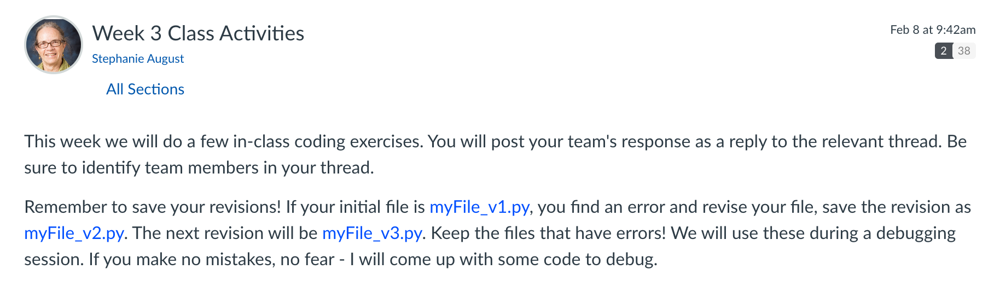 Week 3 Class Activities
Feb 8 at 9:42am
Stephanie August
2 38
All Sections
This week we will do a few in-class coding exercises. You will post your team's response as a reply to the relevant thread. Be
sure to identify team members in your thread.
Remember to save your revisions! If your initial file is myFile_v1.py, you find an error and revise your file, save the revision as
myFile_v2.py. The next revision will be myFile_v3.py. Keep the files that have errors! We will use these during a debugging
session. If you make no mistakes, no fear - I will come up with some code to debug.